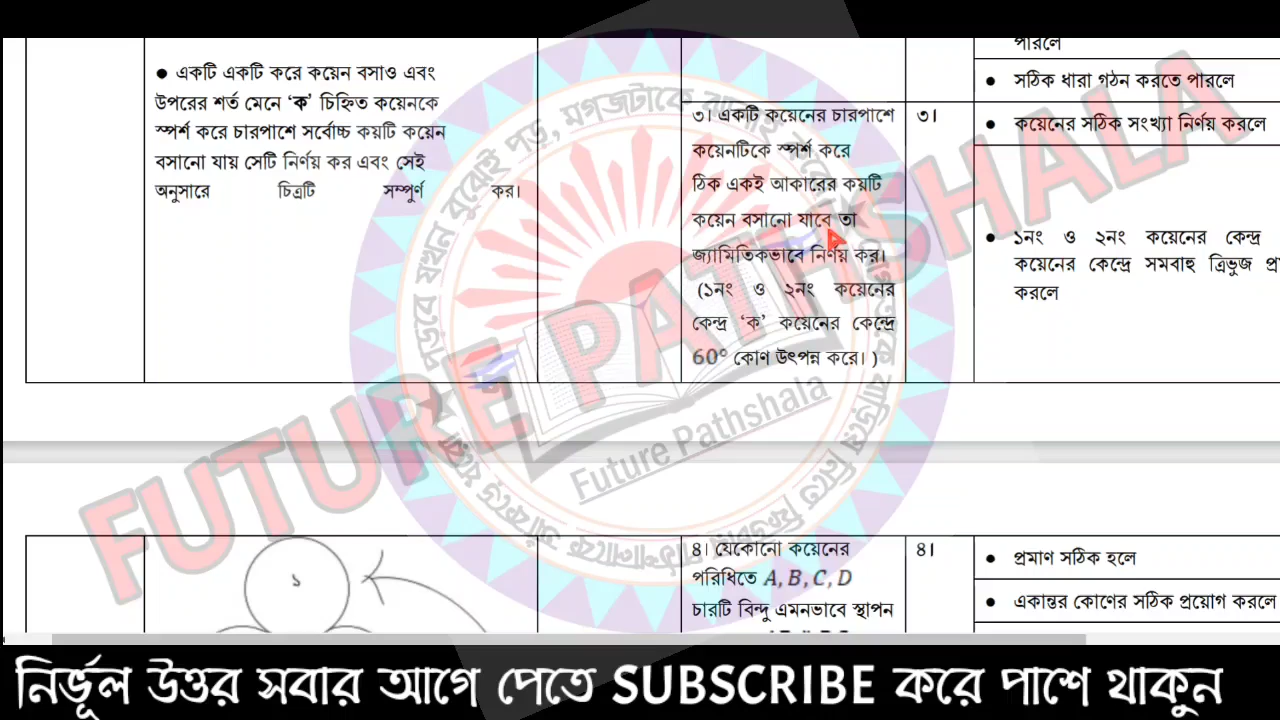 ● একটি একটি করে কয়েন বসাও এবং
উপরের শর্ত মেনে ‘ক’ চিহ্নিত কয়েনকে
স্পর্শ করে চারপাশে সর্বোচ্চ কয়টি কয়েন
বসানো যায় সেটি নির্ণয় কর এবং সেই
অনুসারে চিত্রটি সম্পুর্ণ কর।
৩। একটি কয়েনের চারপাশে
কয়েনটিকে স্পর্শ করে
ঠিক একই আকারের কয়টি
কয়েন বসানো যাবে তা
জ্যামিতিকভাবে নির্ণয় কর।
(১নং ও ২নং কয়েনের
কেন্দ্র ‘ক’ কয়েনের কেন্দ্রে
60° কোণ উৎপন্ন করে। )
৩।
পারলে
● সঠিক ধারা গঠন করতে পারলে
● কয়েনের সঠিক সংখ্যা নির্ণয় করলে
● ১নং ও ২নং কয়েনের কেন্দ্র
কয়েনের কেন্দ্রে সমবাহু ত্রিভুজ প্র
করলে
১
৪। যেকোনো কয়েনের
পরিধিতে A, B, C, D
চারটি বিন্দু এমনভাবে স্থাপন
৪।
● প্রমাণ সঠিক হলে
● একান্তর কোণের সঠিক প্রয়োগ করলে
FUTURE PATHSHALA
Future Pathshala
নির্ভূল উত্তর সবার আগে পেতে SUBSCRIBE করে পাশে থাকুন